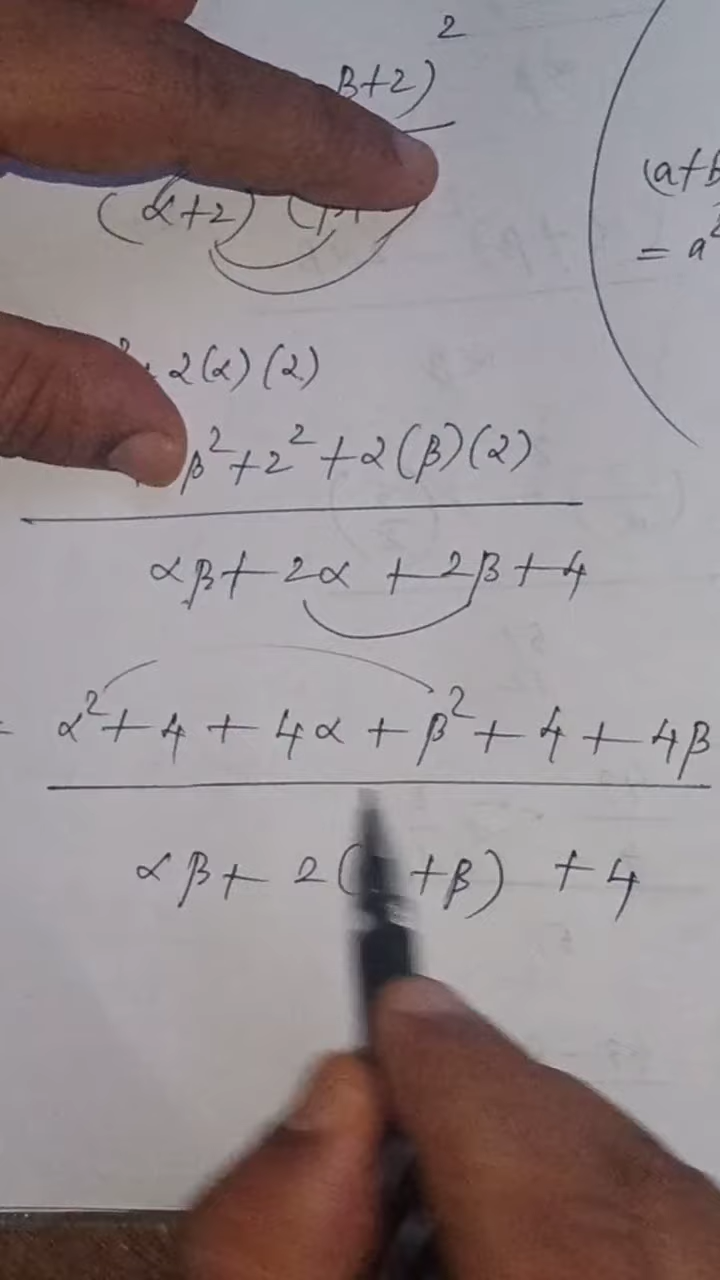 β+2)²
(α+2) (β+
(a+b
= a²
+ 2(α)(2)
β²+2²+2(β)(2)
αβ+2α+2β+4
= α²+4+4α+β²+4+4β
αβ+2( +β)+4